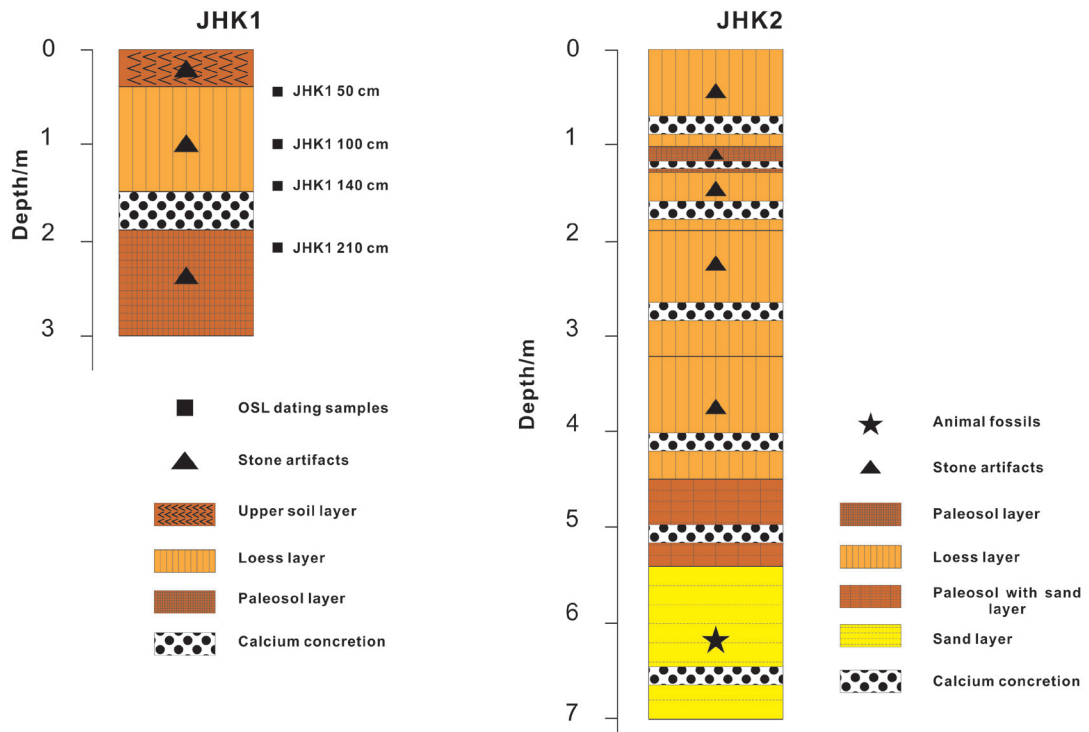 JHK1
0
1
2
3
Depth/m
JHK1 50 cm
JHK1 100 cm
JHK1 140 cm
JHK1 210 cm
OSL dating samples
Stone artifacts
Upper soil layer
Loess layer
Paleosol layer
Calcium concretion
JHK2
0
1
2
3
4
5
6
7
Depth/m
Animal fossils
Stone artifacts
Paleosol layer
Loess layer
Paleosol with sand
layer
Sand layer
Calcium concretion